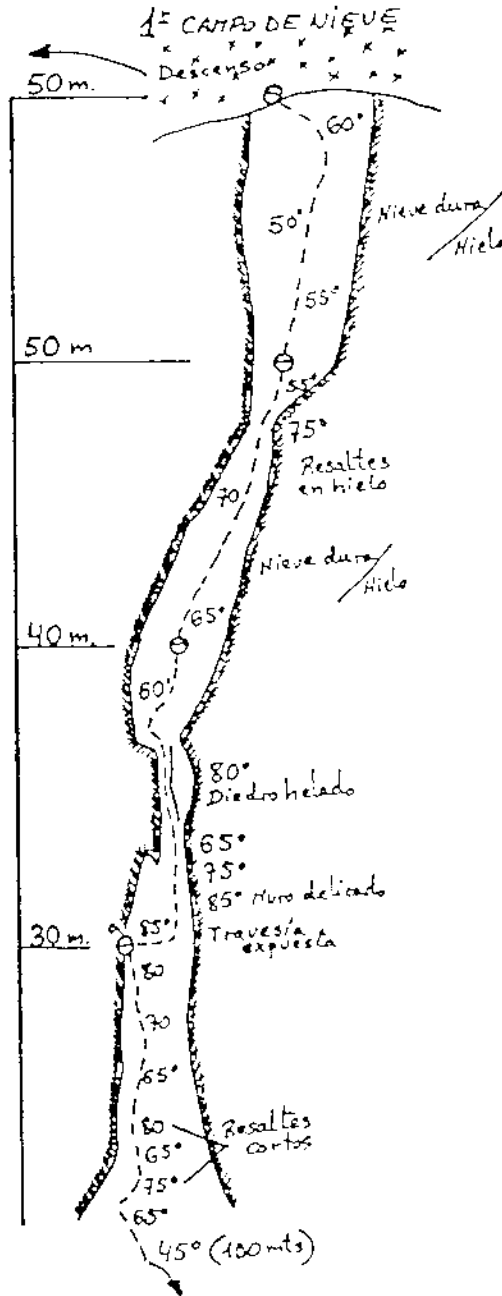 1º CAMPO DE NIEVE
Descenso
50 m.
60°
50°
Nieve dura
Hielo
55°
50 m.
55°
75°
Resaltes
en hielo
70
Nieve dura
Hielo
65°
40 m.
60°
80°
Diedro helado
65°
75°
85° Muro delicado
85°
Travesía
expuesta
30 m.
80
70
65°
80
Resaltes
cortos
65°
75°
65°
45° (100 mts)